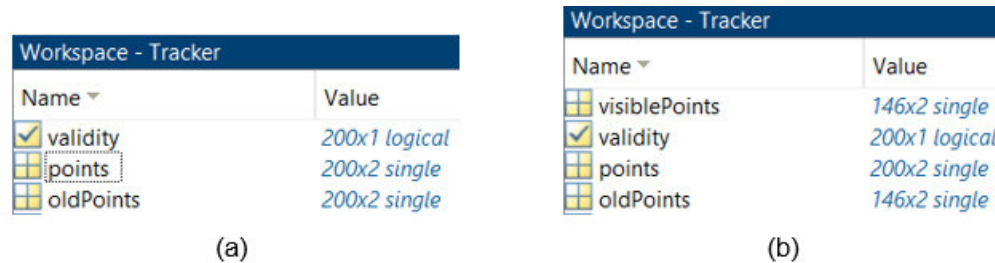 Workspace - Tracker
Name Value
validity 200x1 logical
points 200x2 single
oldPoints 200x2 single
(a)
Workspace - Tracker
Name Value
visiblePoints 146x2 single
validity 200x1 logical
points 200x2 single
oldPoints 146x2 single
(b)